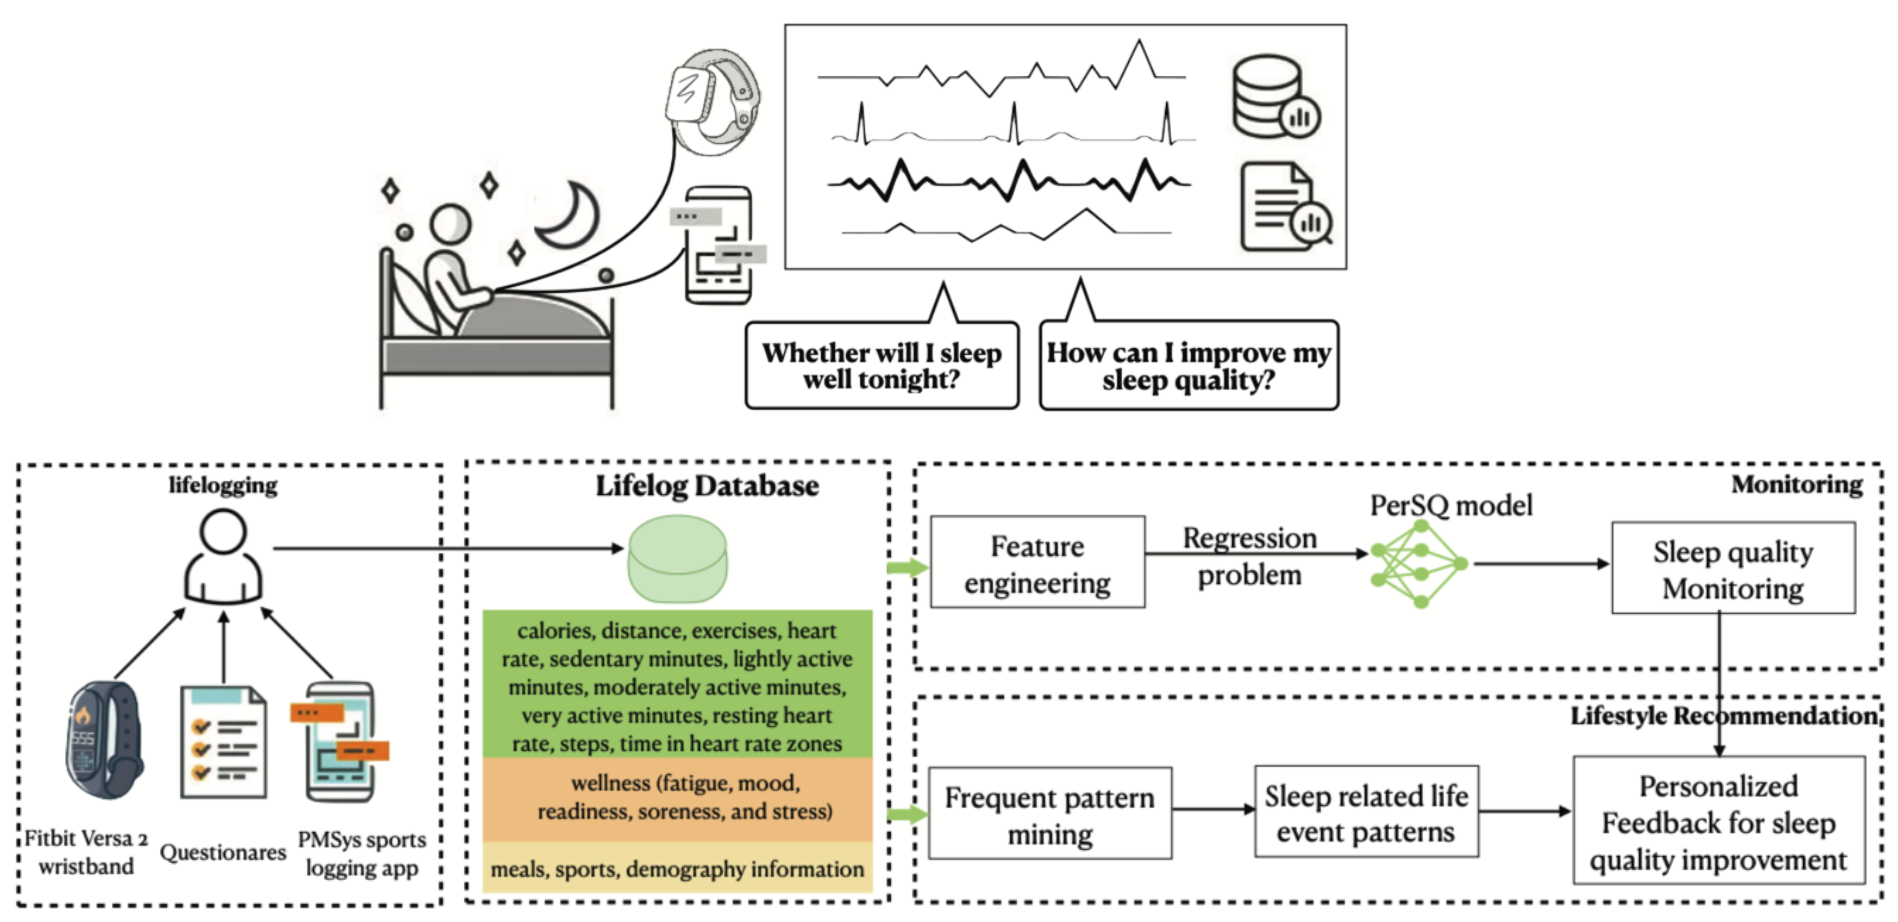 Whether will I sleep
well tonight?
How can I improve my
sleep quality?
lifelogging
Fitbit Versa 2
wristband
Questionares
PMSys sports
logging app
Lifelog Database
calories, distance, exercises, heart
rate, sedentary minutes, lightly active
minutes, moderately active minutes,
very active minutes, resting heart
rate, steps, time in heart rate zones
wellness (fatigue, mood,
readiness, soreness, and stress)
meals, sports, demography information
Monitoring
Feature
engineering
Regression
problem
PerSQ model
Sleep quality
Monitoring
Lifestyle Recommendation
Frequent pattern
mining
Sleep related life
event patterns
Personalized
Feedback for sleep
quality improvement